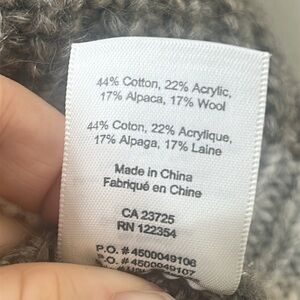 44% Cotton, 22% Acrylic,
17% Alpaca, 17% Wool
44% Coton, 22% Acrylique,
17% Alpaga, 17% Laine
Made in China
Fabriqué en Chine
CA 23725
RN 122354
P.O. # 4500049106
P.O. # 4500049107